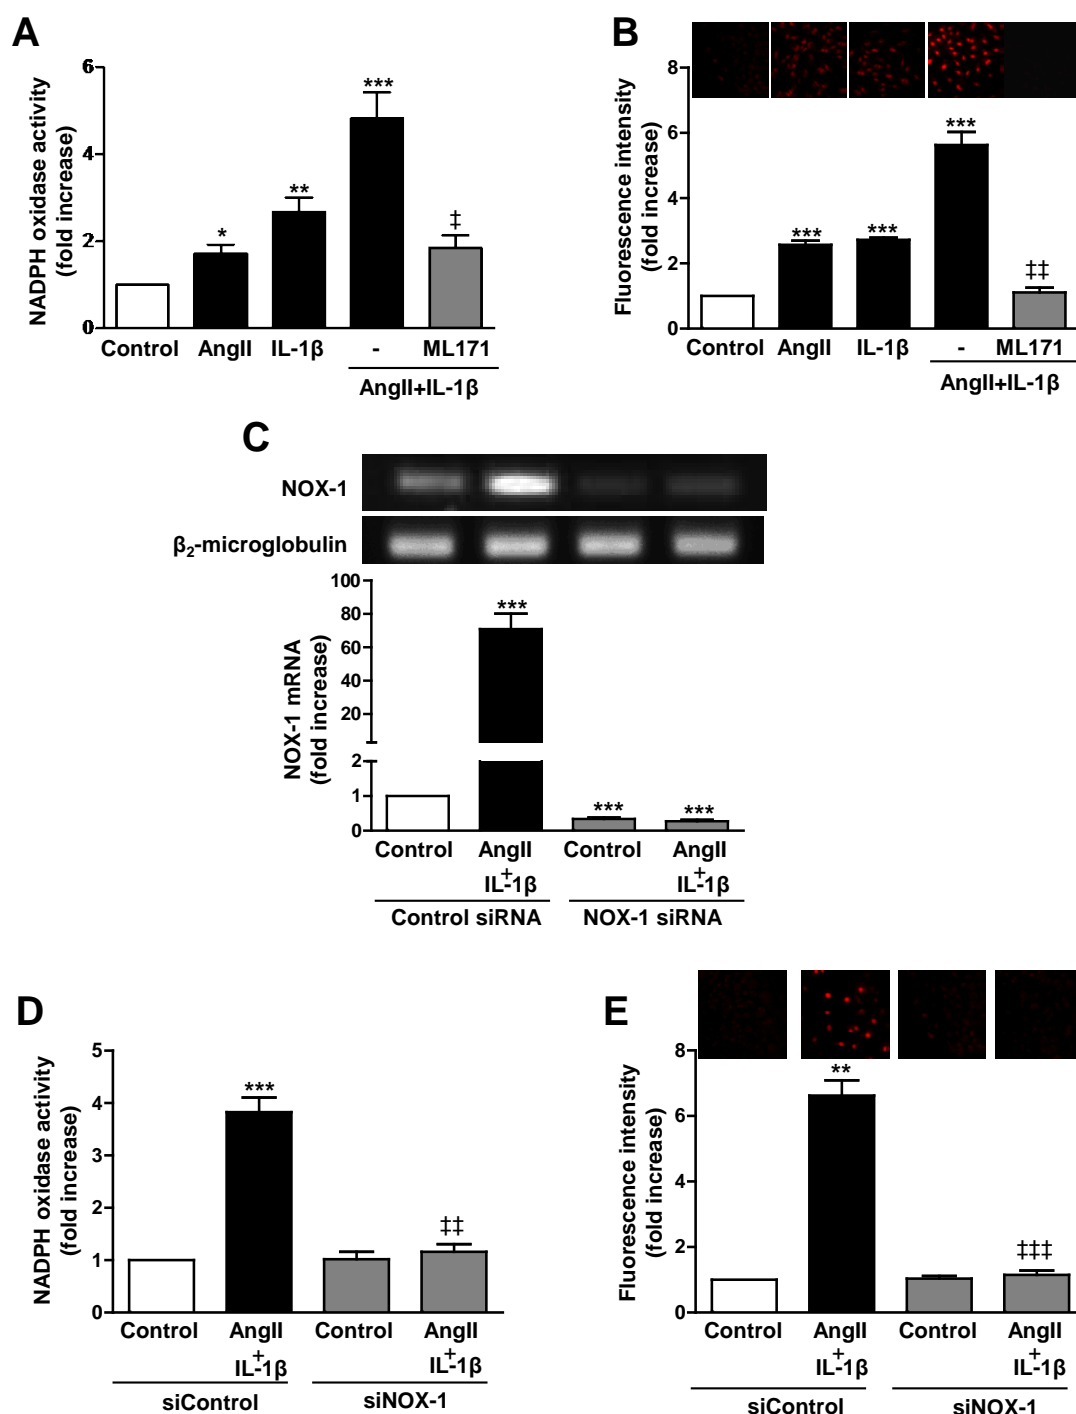 A
NADPH oxidase activity
(fold increase)
6
4
2
0
*
**
***
‡
Control AngII IL-1β - ML171
AngII+IL-1β
B
Fluorescence intensity
(fold increase)
8
6
4
2
0
***
***
***
‡‡
Control AngII IL-1β - ML171
AngII+IL-1β
C
NOX-1
β2-microglobulin
NOX-1 mRNA
(fold increase)
100
80
60
40
20
2
1
0
***
***
***
Control AngII Control AngII
+ +
IL-1β IL-1β
Control siRNA NOX-1 siRNA
D
NADPH oxidase activity
(fold increase)
5
4
3
2
1
0
***
‡‡
Control AngII Control AngII
+ +
IL-1β IL-1β
siControl siNOX-1
E
Fluorescence intensity
(fold increase)
8
6
4
2
0
**
‡‡‡
Control AngII Control AngII
+ +
IL-1β IL-1β
siControl siNOX-1